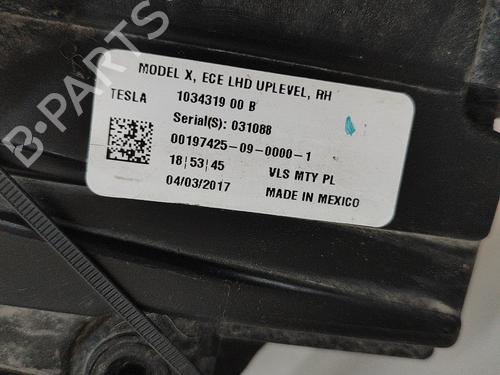 MODEL X, ECE LHD UPLEVEL, RH
TESLA 1034319 00 B
Serial(S): 031088
00197425-09-0000-1
18|53|45 VLS MTY PL
04/03/2017 MADE IN MEXICO
B-PARTS